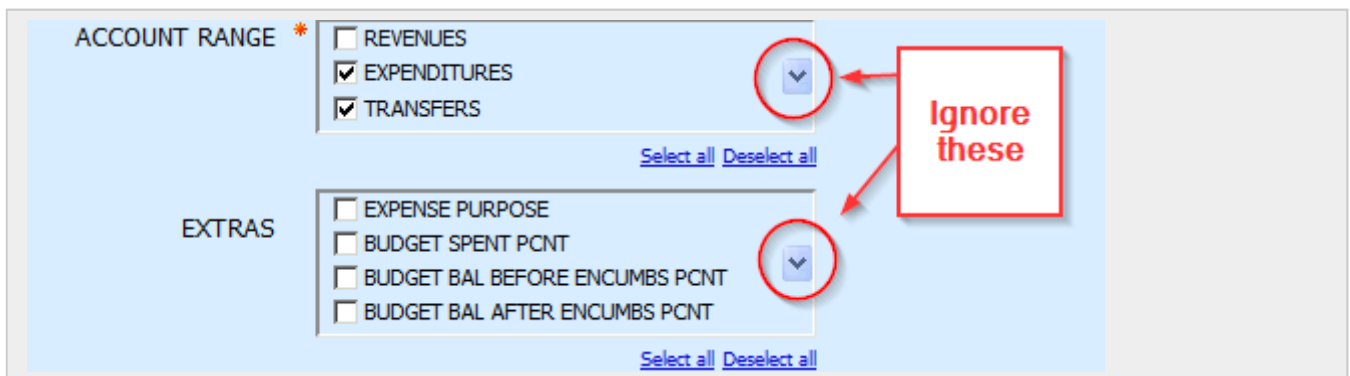 ACCOUNT RANGE *
REVENUES
EXPENDITURES
TRANSFERS
Select all Deselect all
Ignore
these
EXTRAS
EXPENSE PURPOSE
BUDGET SPENT PCNT
BUDGET BAL BEFORE ENCUMBS PCNT
BUDGET BAL AFTER ENCUMBS PCNT
Select all Deselect all